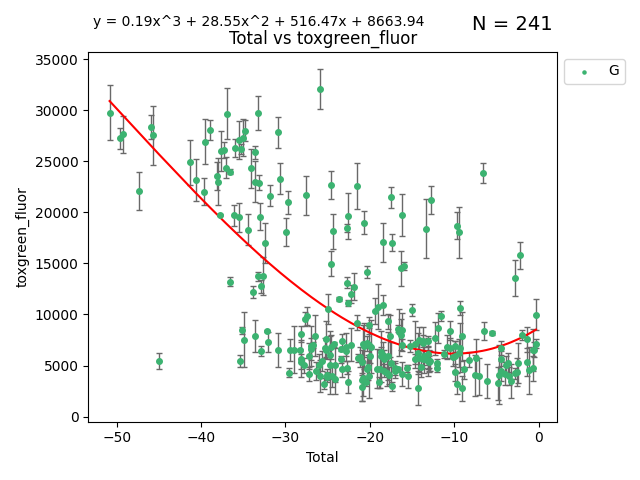 y = 0.19x^3 + 28.55x^2 + 516.47x + 8663.94
N = 241
Total vs toxgreen_fluor
G
35000
30000
25000
20000
15000
10000
5000
0
toxgreen_fluor
−50
−40
−30
−20
−10
0
Total